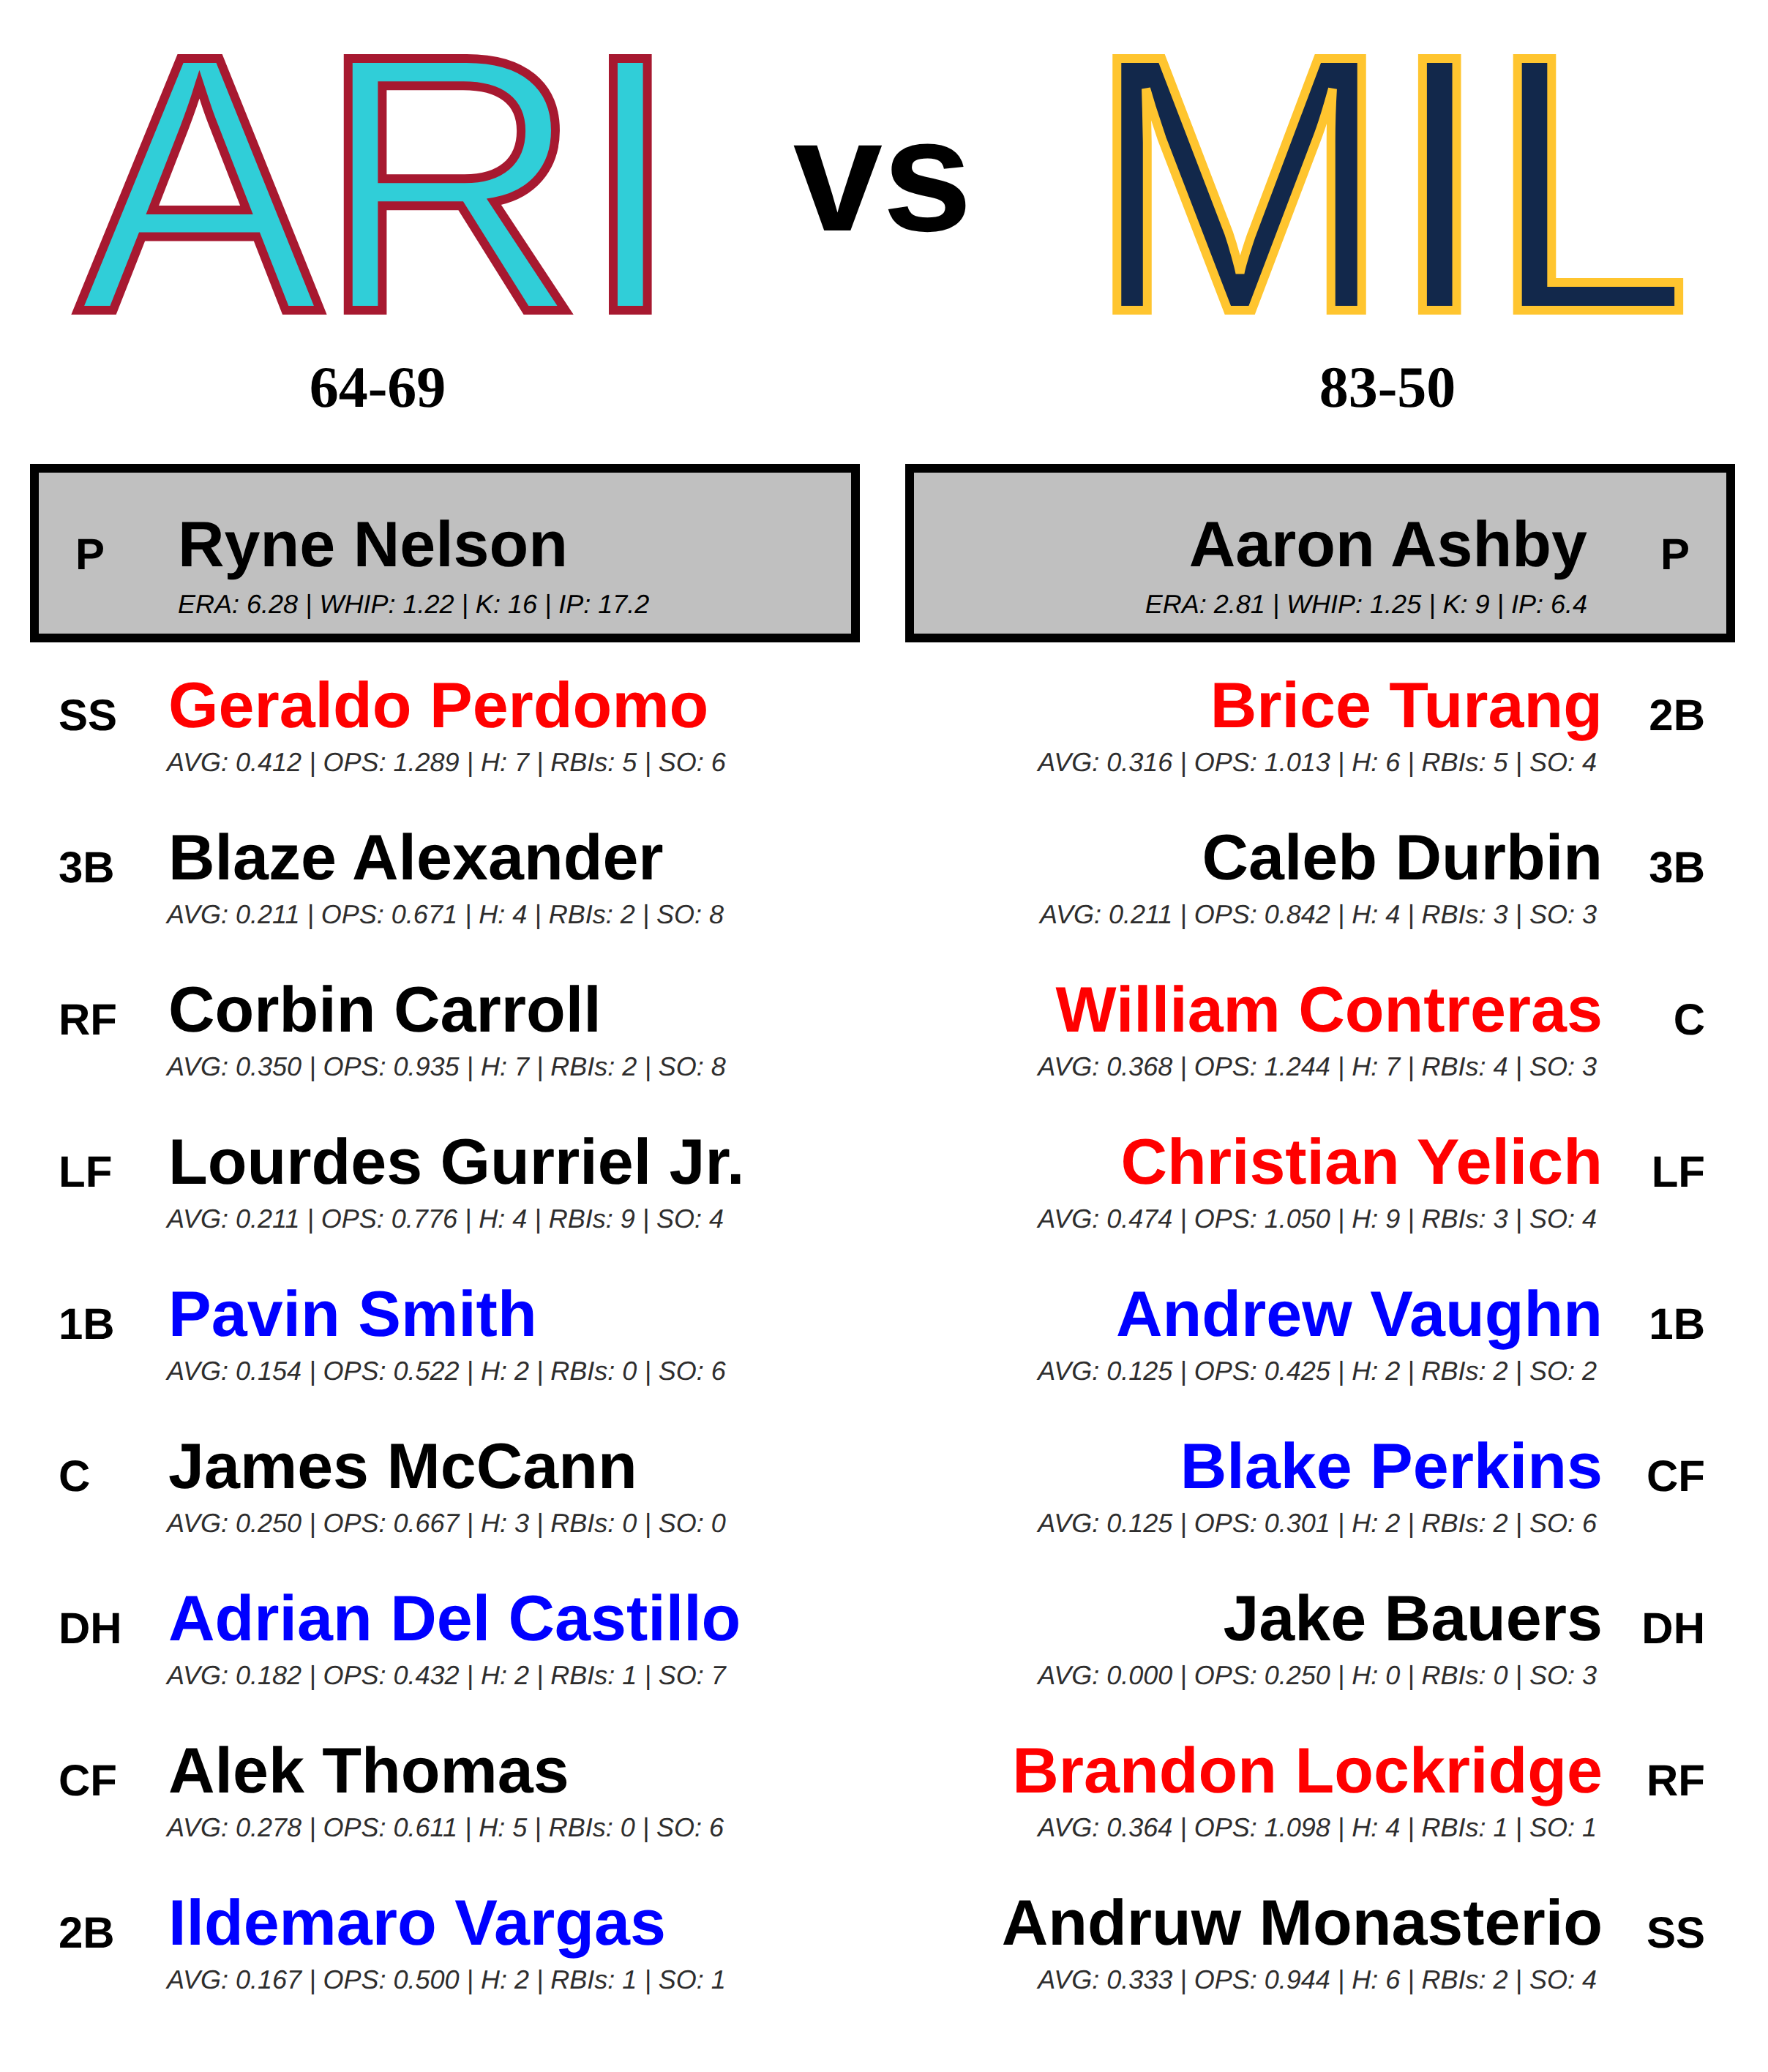 ARI vs MIL
64-69 83-50
P Ryne Nelson Aaron Ashby P
ERA: 6.28 | WHIP: 1.22 | K: 16 | IP: 17.2 ERA: 2.81 | WHIP: 1.25 | K: 9 | IP: 6.4
SS Geraldo Perdomo Brice Turang 2B
AVG: 0.412 | OPS: 1.289 | H: 7 | RBIs: 5 | SO: 6 AVG: 0.316 | OPS: 1.013 | H: 6 | RBIs: 5 | SO: 4
3B Blaze Alexander Caleb Durbin 3B
AVG: 0.211 | OPS: 0.671 | H: 4 | RBIs: 2 | SO: 8 AVG: 0.211 | OPS: 0.842 | H: 4 | RBIs: 3 | SO: 3
RF Corbin Carroll William Contreras C
AVG: 0.350 | OPS: 0.935 | H: 7 | RBIs: 2 | SO: 8 AVG: 0.368 | OPS: 1.244 | H: 7 | RBIs: 4 | SO: 3
LF Lourdes Gurriel Jr. Christian Yelich LF
AVG: 0.211 | OPS: 0.776 | H: 4 | RBIs: 9 | SO: 4 AVG: 0.474 | OPS: 1.050 | H: 9 | RBIs: 3 | SO: 4
1B Pavin Smith Andrew Vaughn 1B
AVG: 0.154 | OPS: 0.522 | H: 2 | RBIs: 0 | SO: 6 AVG: 0.125 | OPS: 0.425 | H: 2 | RBIs: 2 | SO: 2
C James McCann Blake Perkins CF
AVG: 0.250 | OPS: 0.667 | H: 3 | RBIs: 0 | SO: 0 AVG: 0.125 | OPS: 0.301 | H: 2 | RBIs: 2 | SO: 6
DH Adrian Del Castillo Jake Bauers DH
AVG: 0.182 | OPS: 0.432 | H: 2 | RBIs: 1 | SO: 7 AVG: 0.000 | OPS: 0.250 | H: 0 | RBIs: 0 | SO: 3
CF Alek Thomas Brandon Lockridge RF
AVG: 0.278 | OPS: 0.611 | H: 5 | RBIs: 0 | SO: 6 AVG: 0.364 | OPS: 1.098 | H: 4 | RBIs: 1 | SO: 1
2B Ildemaro Vargas Andruw Monasterio SS
AVG: 0.167 | OPS: 0.500 | H: 2 | RBIs: 1 | SO: 1 AVG: 0.333 | OPS: 0.944 | H: 6 | RBIs: 2 | SO: 4